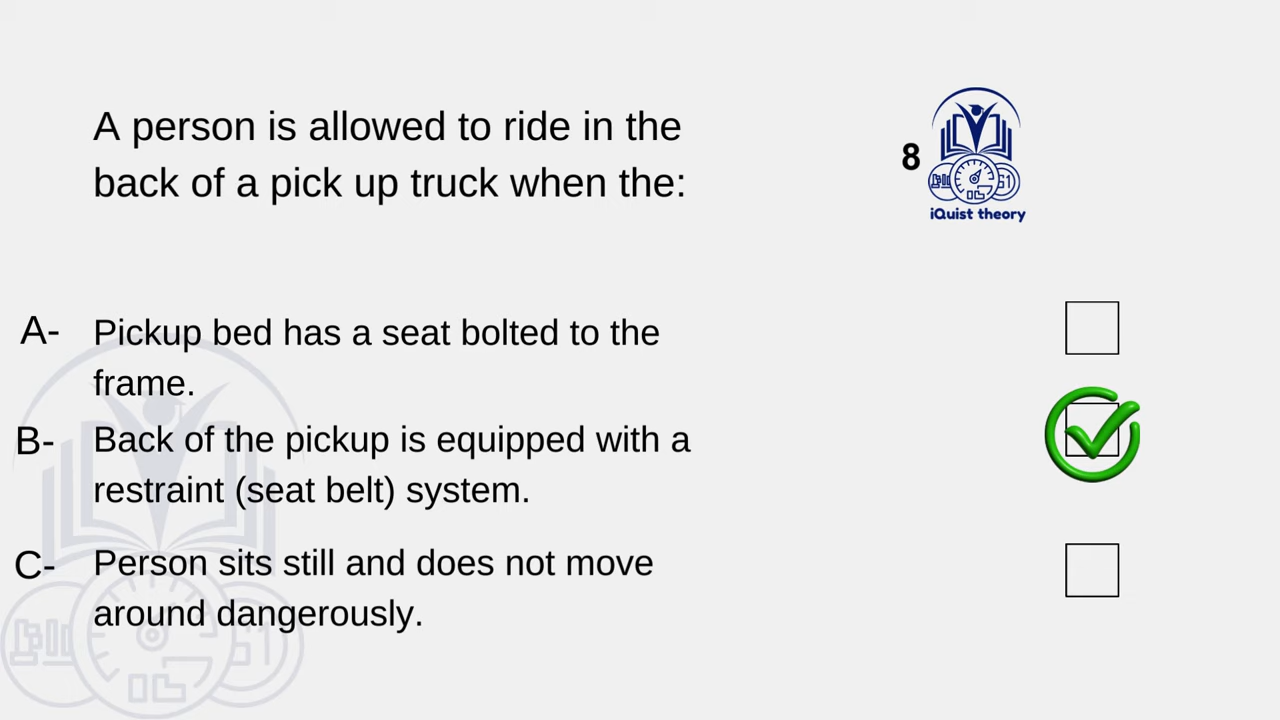 A person is allowed to ride in the
back of a pick up truck when the:
8
iQuist theory
A- Pickup bed has a seat bolted to the
frame.
B- Back of the pickup is equipped with a
restraint (seat belt) system.
C- Person sits still and does not move
around dangerously.